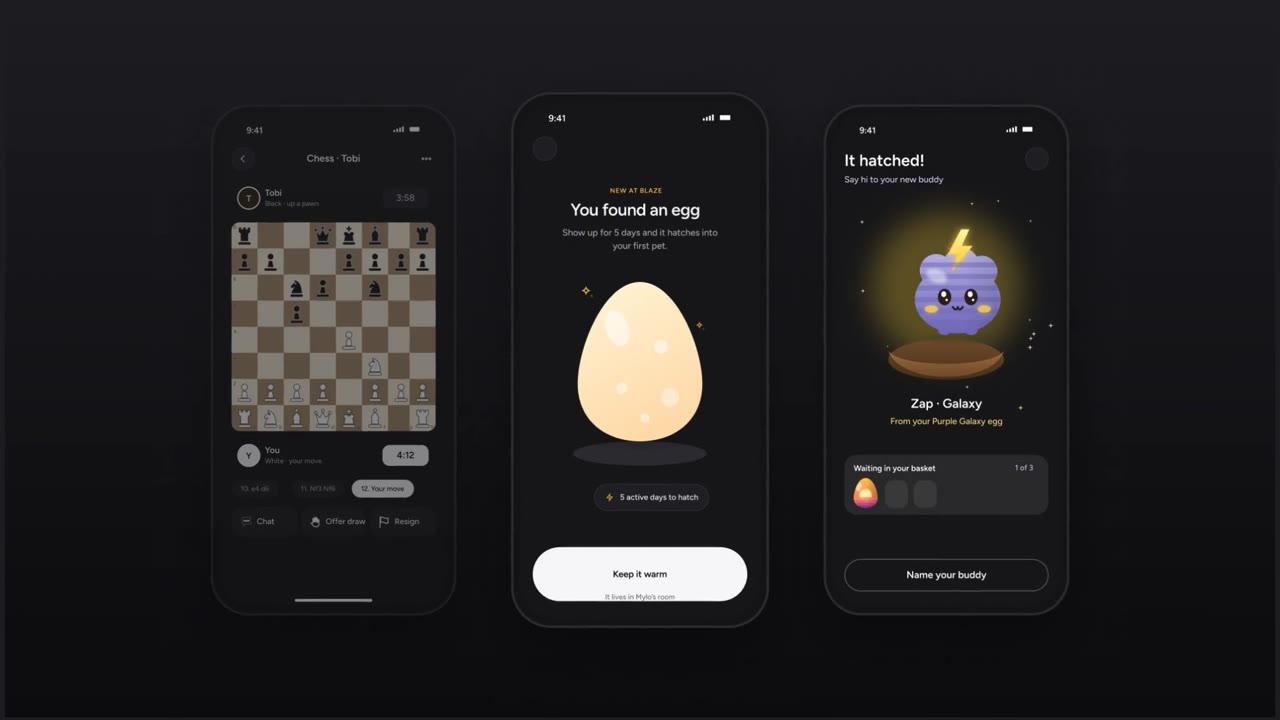 9:41
Chess · Tobi
T
Tobi
Black · up a pawn
3:58
Y
You
White · your move
4:12
10. e4 d6
11. Nf3 Nf6
12. Your move
Chat
Offer draw
Resign
9:41
NEW AT BLAZE
You found an egg
Show up for 5 days and it hatches into
your first pet.
5 active days to hatch
Keep it warm
It lives in Mylo's room
9:41
It hatched!
Say hi to your new buddy
Zap · Galaxy
From your Purple Galaxy egg
Waiting in your basket
1 of 3
Name your buddy